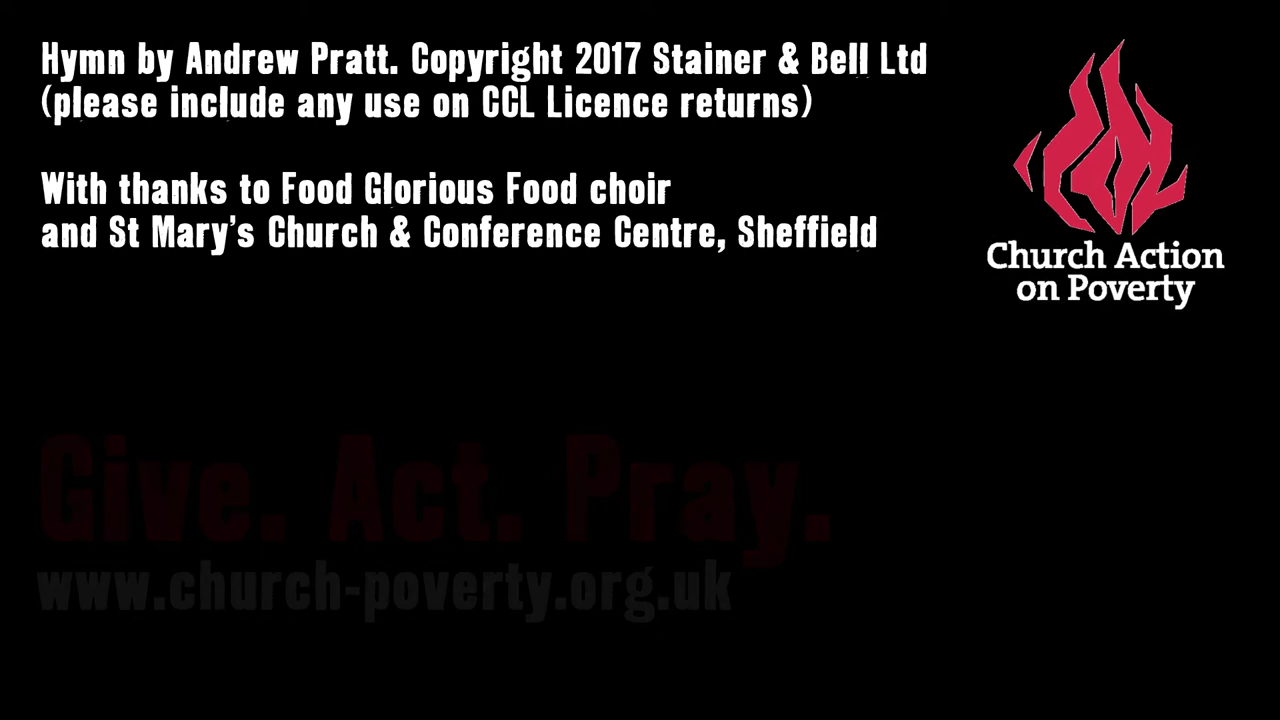 Hymn by Andrew Pratt. Copyright 2017 Stainer & Bell Ltd
(please include any use on CCL Licence returns)
With thanks to Food Glorious Food choir
and St Mary's Church & Conference Centre, Sheffield
Church Action
on Poverty
Give. Act. Pray.
www.church-poverty.org.uk